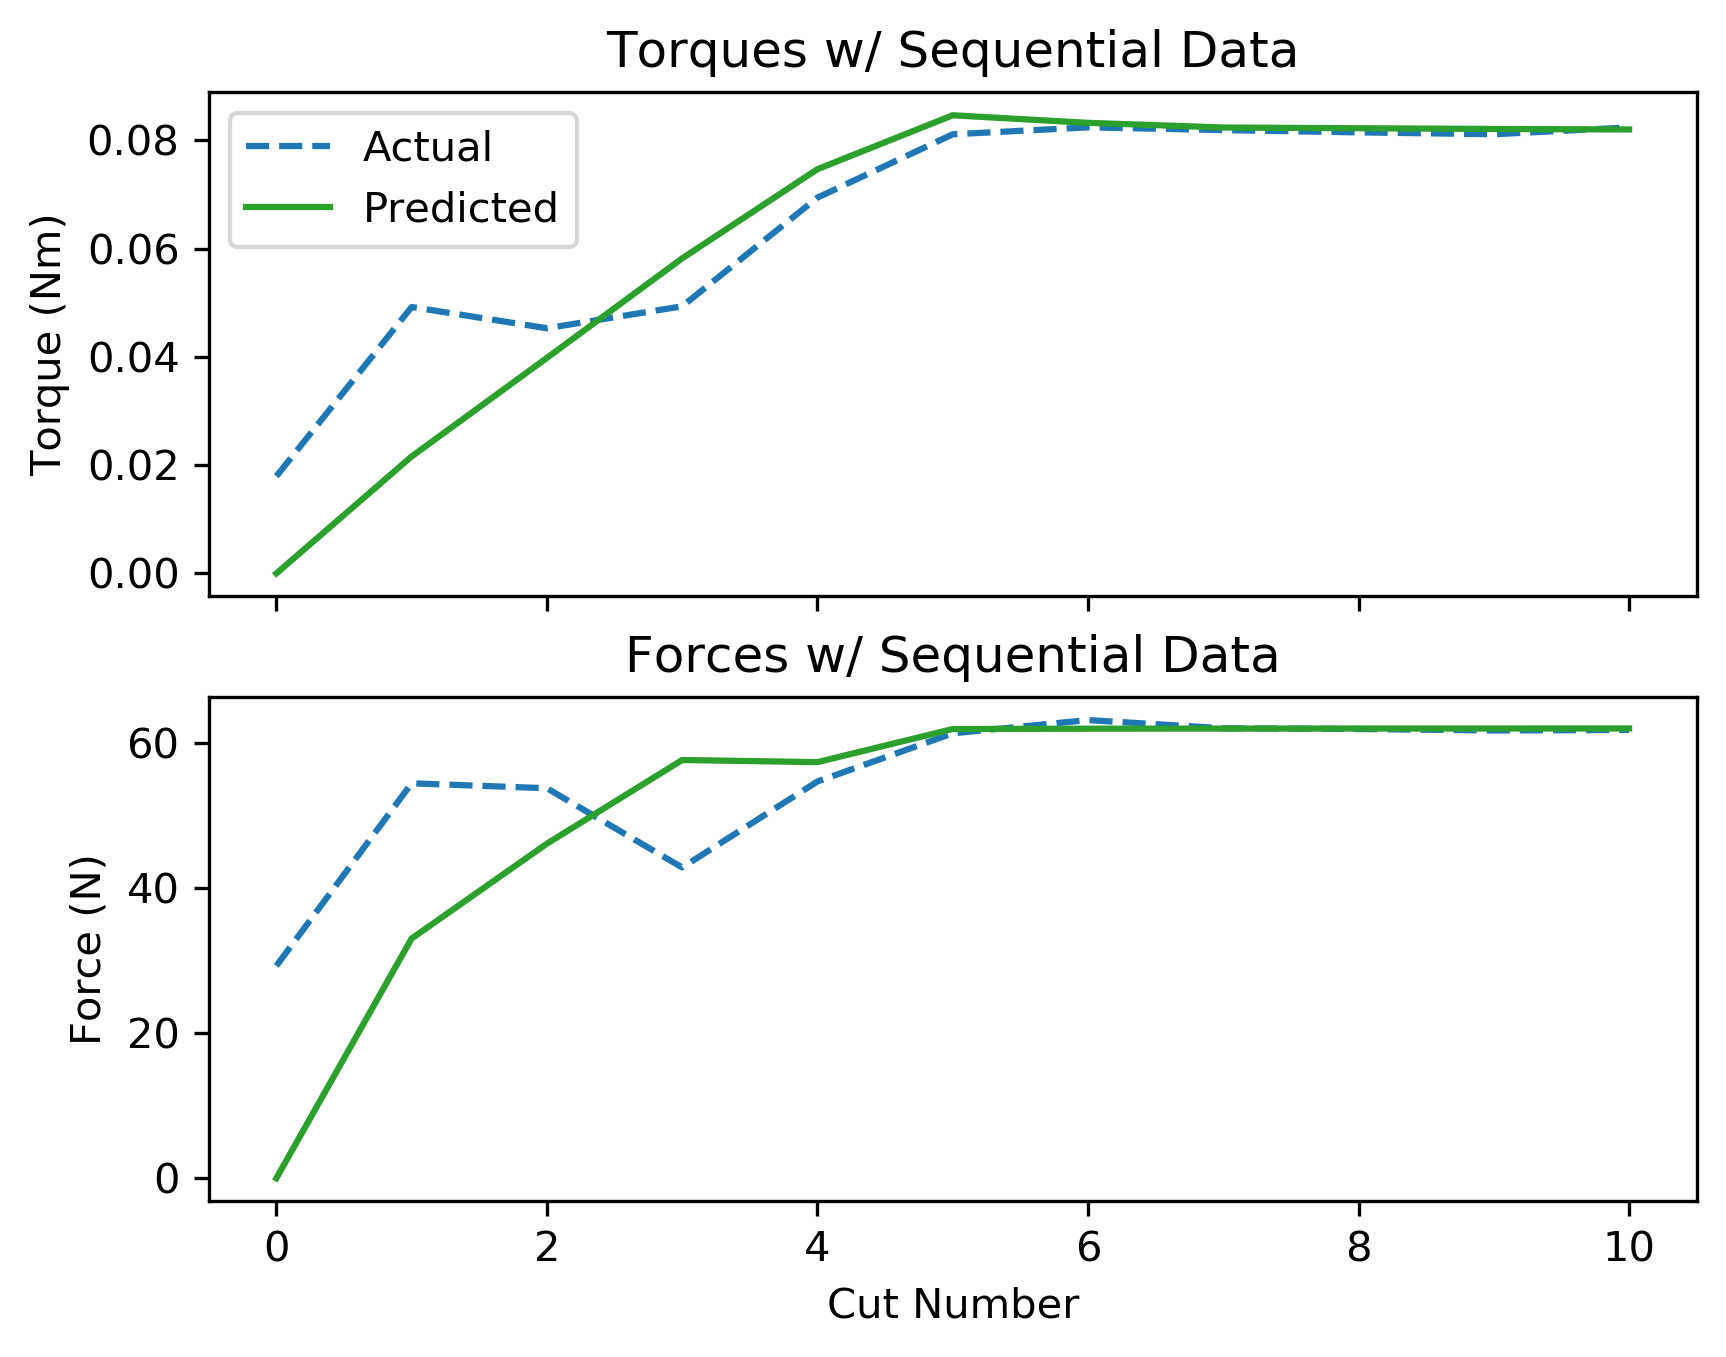 Torques w/ Sequential Data
Actual
Predicted
0.08
0.06
0.04
0.02
0.00
Torque (Nm)
Forces w/ Sequential Data
60
40
20
0
Force (N)
0 2 4 6 8 10
Cut Number